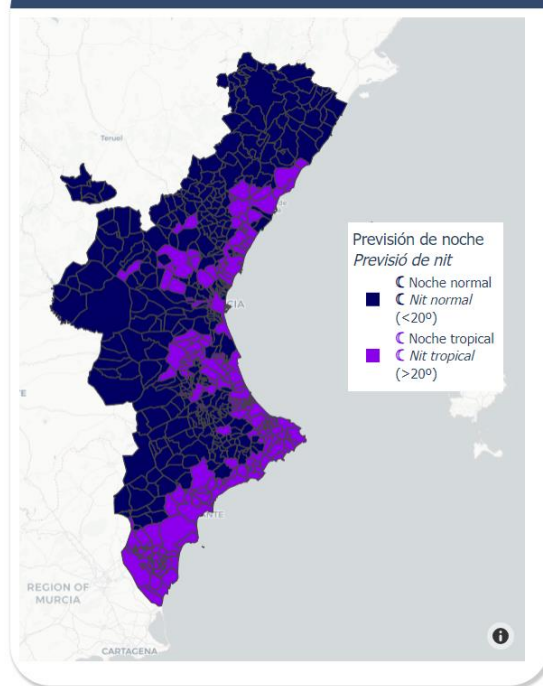 Teruel
CIA
Previsión de noche
Previsió de nit
Noche normal
Nit normal
(<20º)
Noche tropical
Nit tropical
(>20º)
NTE
REGION OF
MURCIA
CARTAGENA